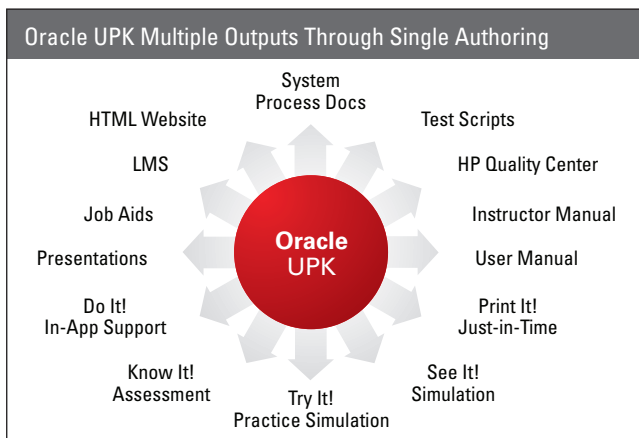 Oracle UPK Multiple Outputs Through Single Authoring
System
Process Docs
HTML Website
Test Scripts
LMS
HP Quality Center
Job Aids
Instructor Manual
Oracle
UPK
Presentations
User Manual
Do It!
In-App Support
Print It!
Just-in-Time
Know It!
Assessment
See It!
Simulation
Try It!
Practice Simulation